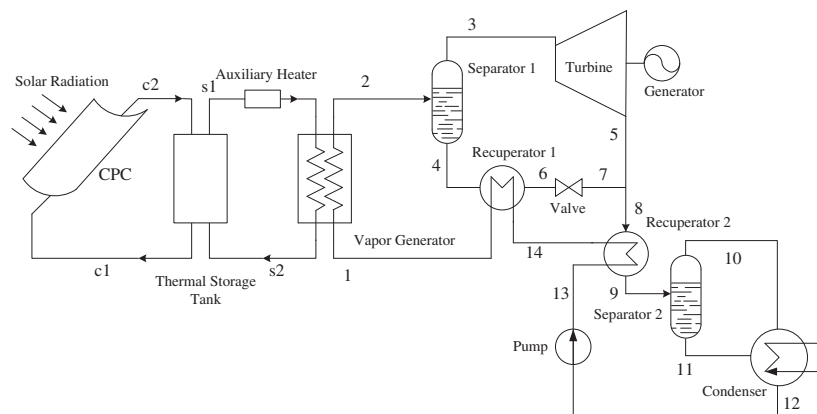 3
c2
s1
Auxiliary Heater
2
Separator 1
Turbine
Solar Radiation
Generator
5
CPC
4
Recuperator 1
6
7
Valve
8
Recuperator 2
Vapor Generator
14
10
c1
s2
1
Thermal Storage
Tank
13
9
Separator 2
Pump
11
Condenser
12